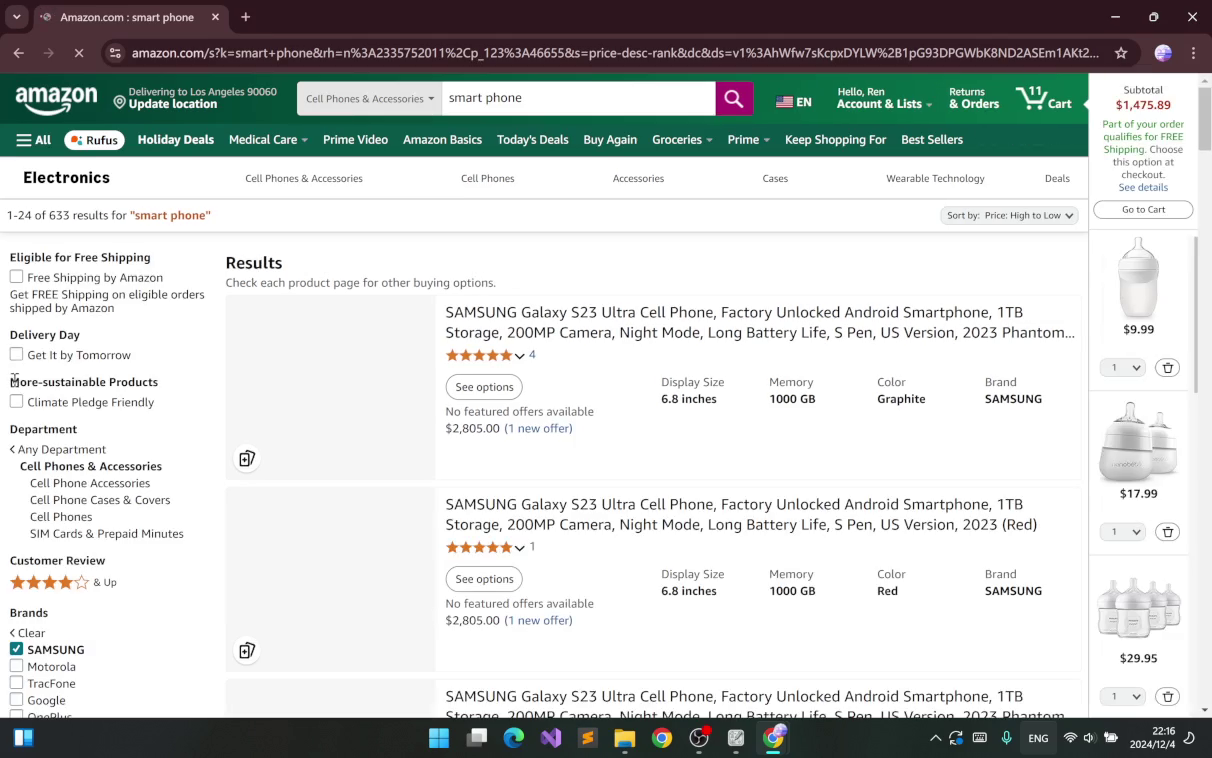 Amazon.com : smart phone
amazon.com/s?k=smart+phone&rh=n%3A2335752011%2Cp_123%3A46655&s=price-desc-rank&dc&ds=v1%3AhWfw7sKcpxDYLW%2B1pG93DPGWbK8ND2ASEm1AKt2...
amazon
Delivering to Los Angeles 90060
Update location
Cell Phones & Accessories
smart phone
EN
Hello, Ren
Account & Lists
Returns
& Orders
11
Cart
All
Rufus
Holiday Deals
Medical Care
Prime Video
Amazon Basics
Today's Deals
Buy Again
Groceries
Prime
Keep Shopping For
Best Sellers
Subtotal
$1,475.89
Part of your order
qualifies for FREE
Shipping. Choose
this option at
checkout.
See details
Go to Cart
$9.99
1
$17.99
1
$29.95
1
Electronics
Cell Phones & Accessories
Cell Phones
Accessories
Cases
Wearable Technology
Deals
1-24 of 633 results for "smart phone"
Sort by: Price: High to Low
Eligible for Free Shipping
Free Shipping by Amazon
Get FREE Shipping on eligible orders
shipped by Amazon
Delivery Day
Get It by Tomorrow
More-sustainable Products
Climate Pledge Friendly
Department
Any Department
Cell Phones & Accessories
Cell Phone Accessories
Cell Phone Cases & Covers
Cell Phones
SIM Cards & Prepaid Minutes
Customer Review
& Up
Brands
Clear
SAMSUNG
Motorola
TracFone
Google
OnePlus
Results
Check each product page for other buying options.
SAMSUNG Galaxy S23 Ultra Cell Phone, Factory Unlocked Android Smartphone, 1TB
Storage, 200MP Camera, Night Mode, Long Battery Life, S Pen, US Version, 2023 Phantom...
4
See options
No featured offers available
$2,805.00 (1 new offer)
Display Size
6.8 inches
Memory
1000 GB
Color
Graphite
Brand
SAMSUNG
SAMSUNG Galaxy S23 Ultra Cell Phone, Factory Unlocked Android Smartphone, 1TB
Storage, 200MP Camera, Night Mode, Long Battery Life, S Pen, US Version, 2023 (Red)
1
See options
No featured offers available
$2,805.00 (1 new offer)
Display Size
6.8 inches
Memory
1000 GB
Color
Red
Brand
SAMSUNG
SAMSUNG Galaxy S23 Ultra Cell Phone, Factory Unlocked Android Smartphone, 1TB
Storage, 200MP Camera, Night Mode, Long Battery Life, S Pen, US Version, 2023 Phantom
ENG
22:16
2024/12/4